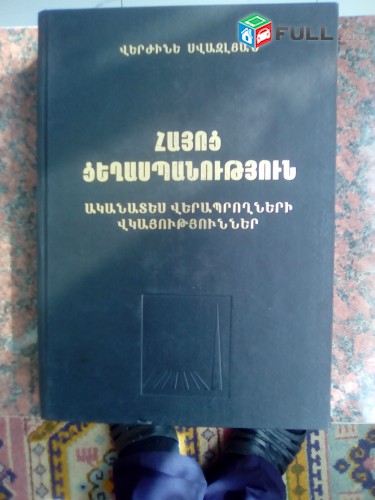 FULL
ՎԵՐԺԻՆԵ ՍՎԱԶԼՅԱՆ
ՀԱՅՈՑ
ՑԵՂԱՍՊԱՆՈՒԹՅՈՒՆ
ԱԿԱՆԱՏԵՍ ՎԵՐԱՊՐՈՂՆԵՐԻ
ՎԿԱՅՈՒԹՅՈՒՆՆԵՐ